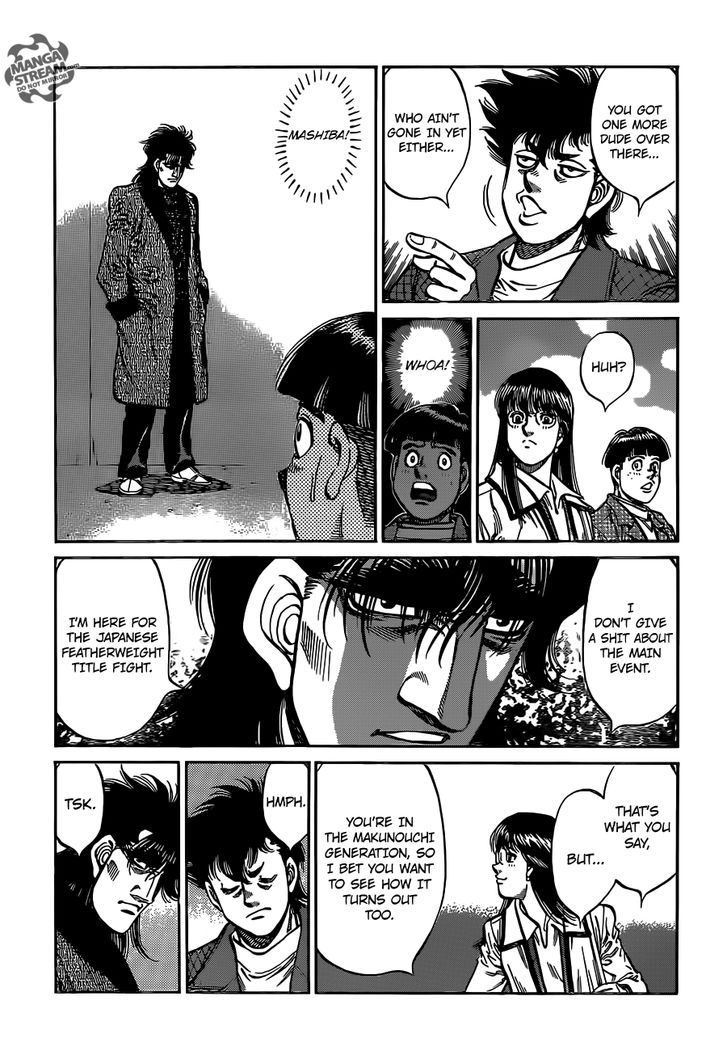 MANGA
STREAM.com
DO NOT MIRROR
YOU GOT
ONE MORE
DUDE OVER
THERE...
WHO AIN'T
GONE IN YET
EITHER...
MASHIBA!
HUH?
WHOA!
I
DON'T GIVE
A SHIT ABOUT
THE MAIN
EVENT.
I'M HERE FOR
THE JAPANESE
FEATHERWEIGHT
TITLE FIGHT.
THAT'S
WHAT YOU
SAY,
BUT...
YOU'RE IN
THE MAKUNOUCHI
GENERATION, SO
I BET YOU WANT
TO SEE HOW IT
TURNS OUT
TOO.
HMPH.
TSK.